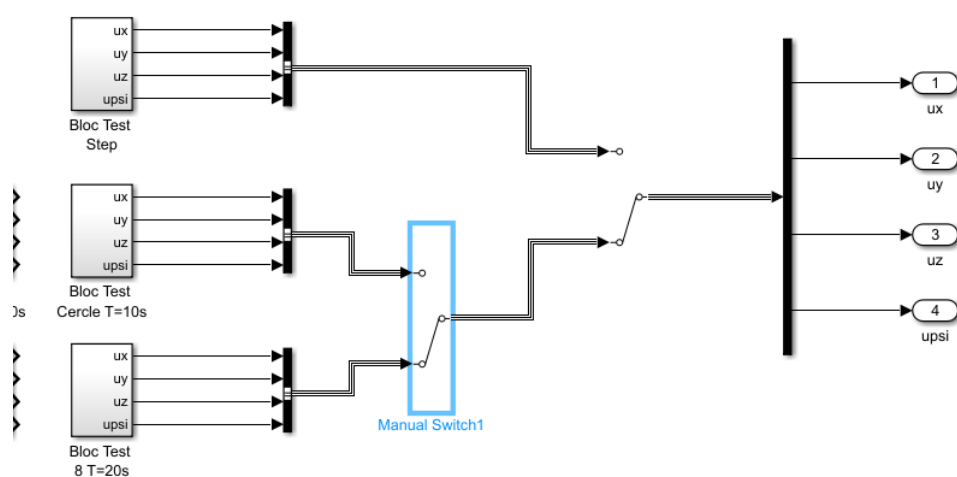 ux
uy
uz
upsi
Bloc Test
Step
ux
uy
uz
upsi
Bloc Test
Cercle T=10s
0s
ux
uy
uz
upsi
Bloc Test
8 T=20s
Manual Switch1
1
ux
2
uy
3
uz
4
upsi